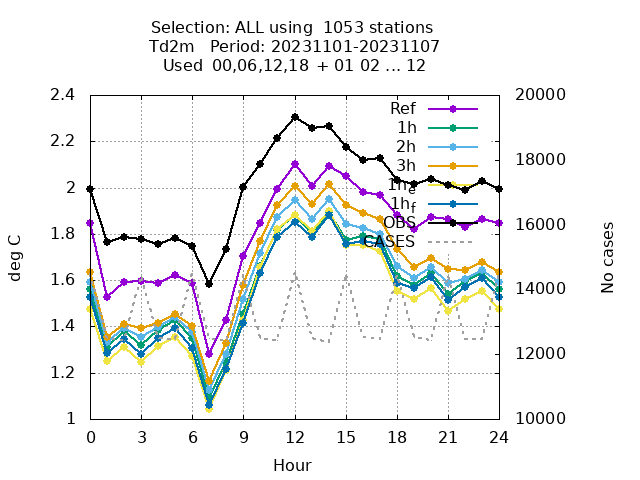 Selection: ALL using 1053 stations
Td2m Period: 20231101-20231107
Used 00,06,12,18 + 01 02 ... 12
2.4
2.2
2
1.8
1.6
1.4
1.2
1
20000
18000
16000
14000
12000
10000
deg C
No cases
Ref
1h
2h
3h
1h_e
1h_f
OBS
CASES
0 3 6 9 12 15 18 21 24
Hour